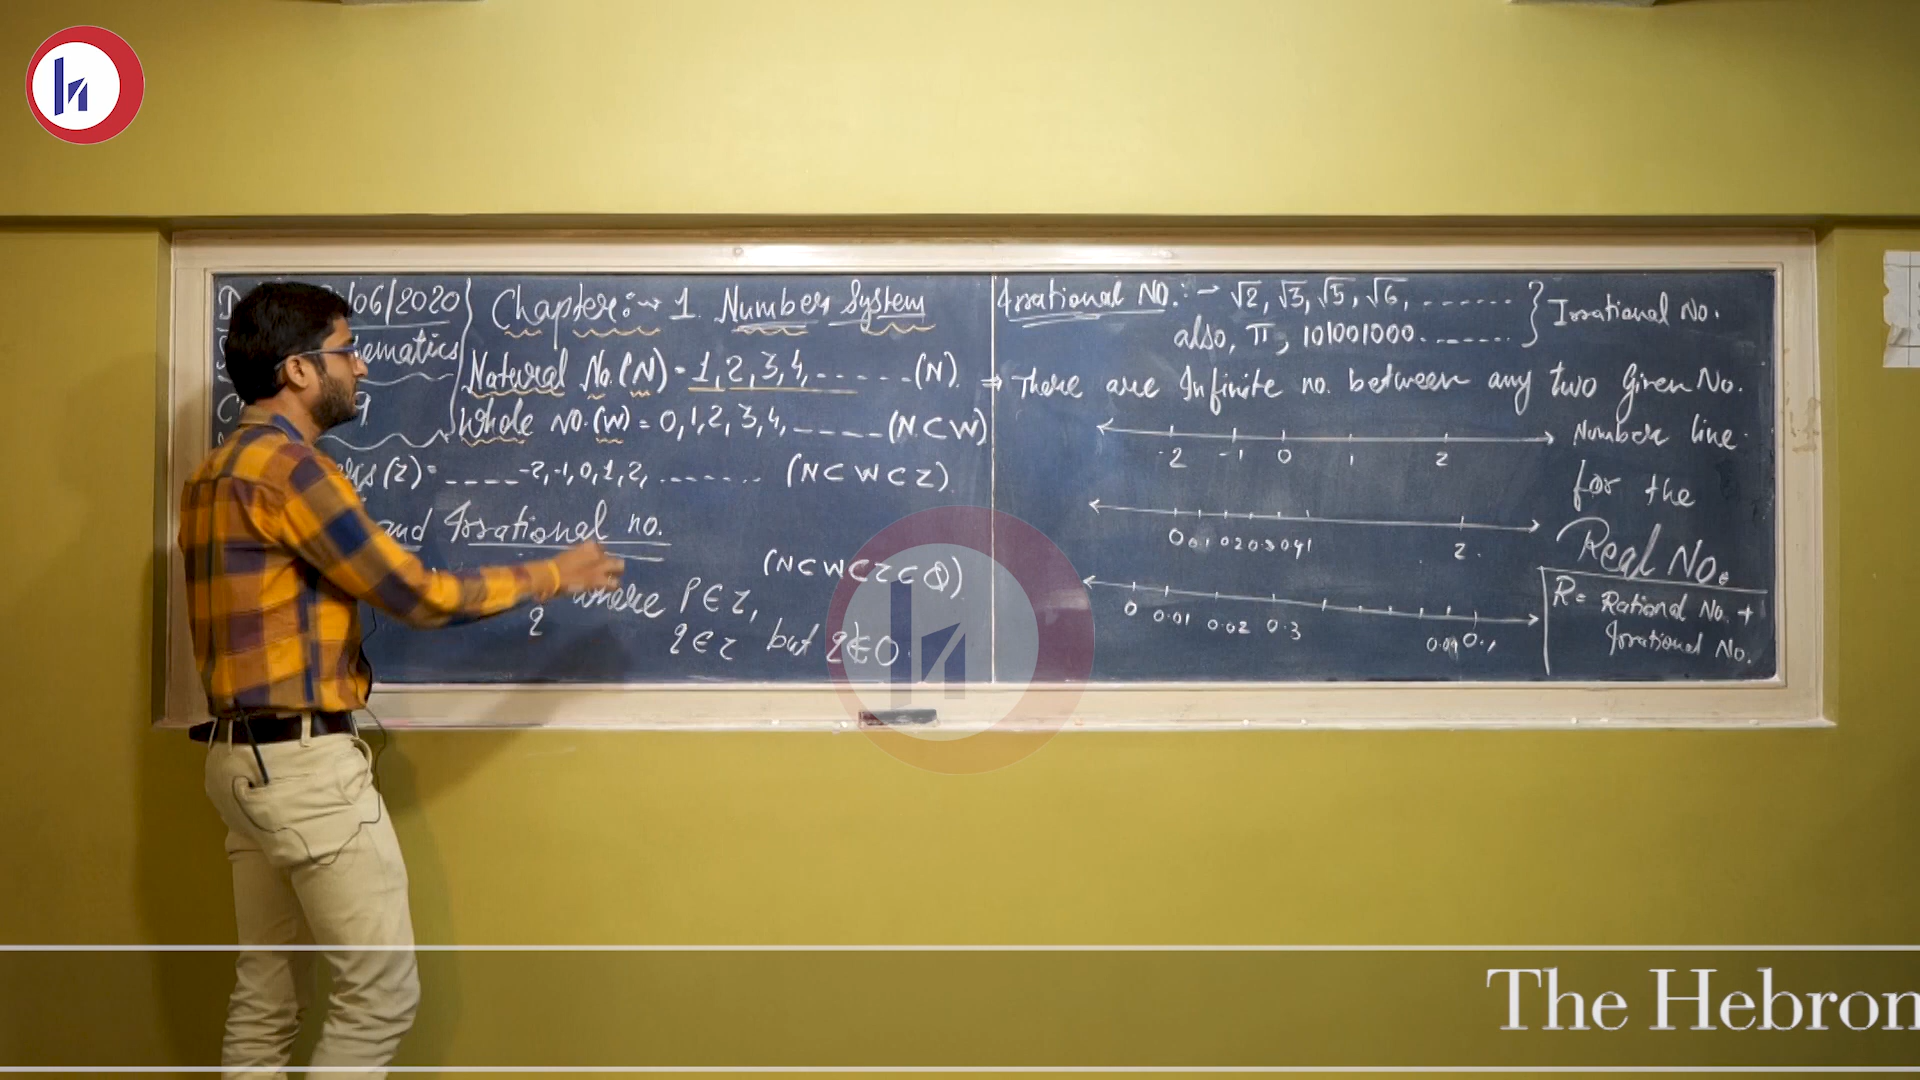 /06/2020
ematics
9
Chapter:→ 1. Number System
Natural No.(N) = 1, 2, 3, 4, ...... (N).
Whole NO.(W) = 0, 1, 2, 3, 4, ----- (N⊂W)
(Z) = ---- -2, -1, 0, 1, 2, ....... (N⊂W⊂Z).
and Irrational no.
(N⊂W⊂Z⊂Q)
q where P∈Z,
q∈Z but q∉0.
Irrational NO.:→ √2, √3, √5, √6, ------- } Irrational No.
also, π, 101001000.-------
⇒ There are Infinite no. between any two Given No.
-2 -1 0 1 2
0 0.1 0.2 0.3 0.4 1 2.
0 0.01 0.02 0.3 0.09 0.1
Number line
for the
Real No.
R= Rational No. +
Irrational No.
The Hebron